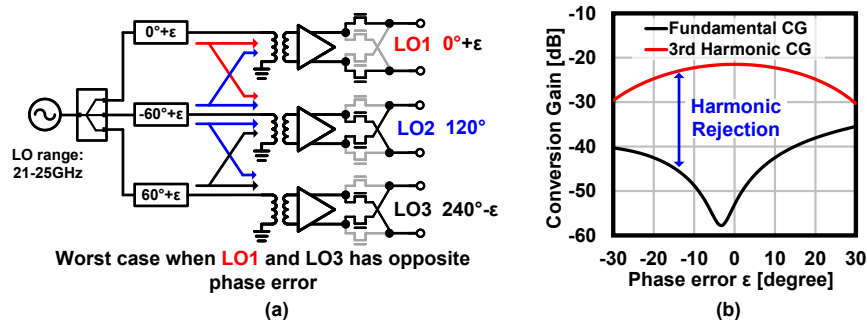 0°+ε
LO1 0°+ε
-60°+ε
LO2 120°
LO range:
21-25GHz
60°+ε
LO3 240°-ε
Worst case when LO1 and LO3 has opposite
phase error
(a)
Conversion Gain [dB]
-10
-20
-30
-40
-50
-60
Fundamental CG
3rd Harmonic CG
Harmonic
Rejection
-30 -20 -10 0 10 20 30
Phase error ε [degree]
(b)